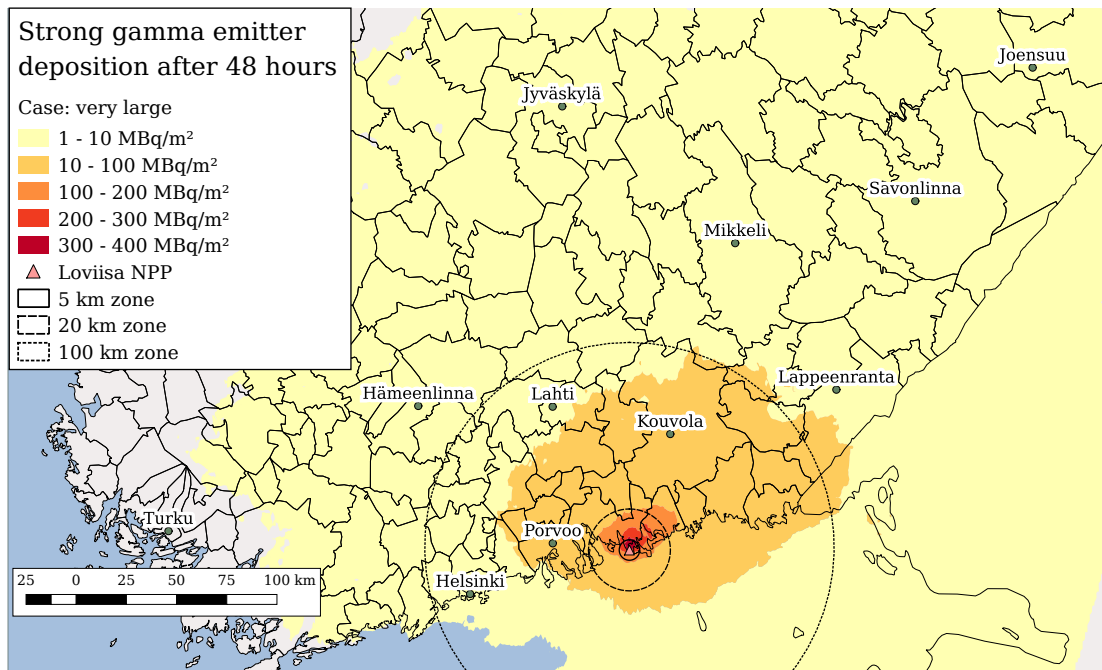 Strong gamma emitter
deposition after 48 hours
Case: very large
1 - 10 MBq/m²
10 - 100 MBq/m²
100 - 200 MBq/m²
200 - 300 MBq/m²
300 - 400 MBq/m²
Loviisa NPP
5 km zone
20 km zone
100 km zone
Joensuu
Jyväskylä
Savonlinna
Mikkeli
Lappeenranta
Hämeenlinna
Lahti
Kouvola
Turku
Porvoo
Helsinki
25 0 25 50 75 100 km